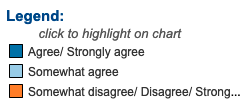 Legend:
click to highlight on chart
Agree/ Strongly agree
Somewhat agree
Somewhat disagree/ Disagree/ Strong...